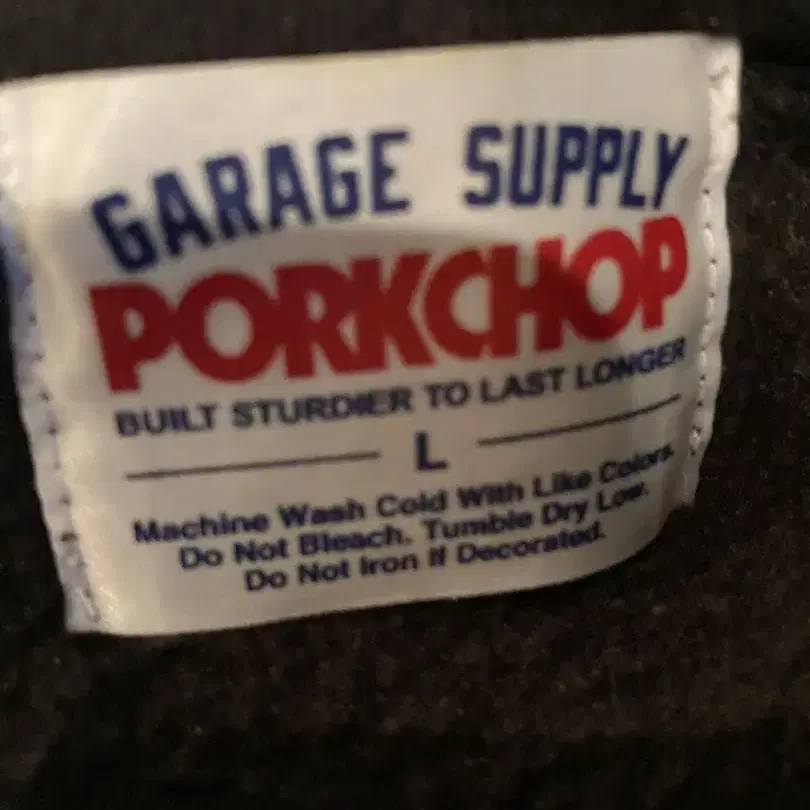 GARAGE SUPPLY
PORKCHOP
BUILT STURDIER TO LAST LONGER
L
Machine Wash Cold With Like Colors.
Do Not Bleach. Tumble Dry Low.
Do Not Iron If Decorated.